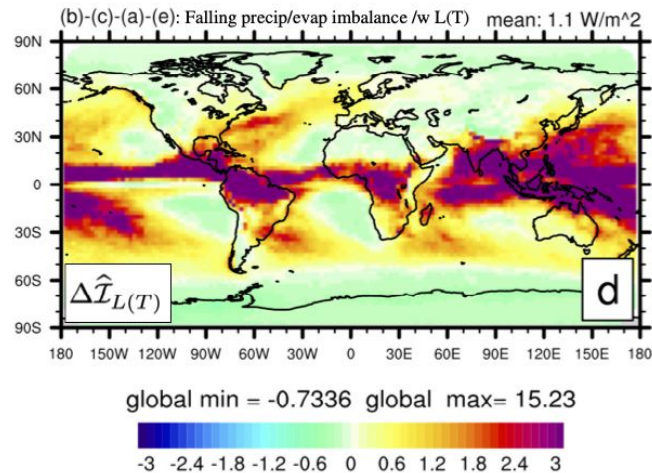 (b)-(c)-(a)-(e): Falling precip/evap imbalance /w L(T) mean: 1.1 W/m^2
90N
60N
30N
0
30S
60S
90S
Δ𝓘̂_{L(T)}
d
180 150W 120W 90W 60W 30W 0 30E 60E 90E 120E 150E 180
global min = -0.7336 global max= 15.23
-3 -2.4 -1.8 -1.2 -0.6 0 0.6 1.2 1.8 2.4 3